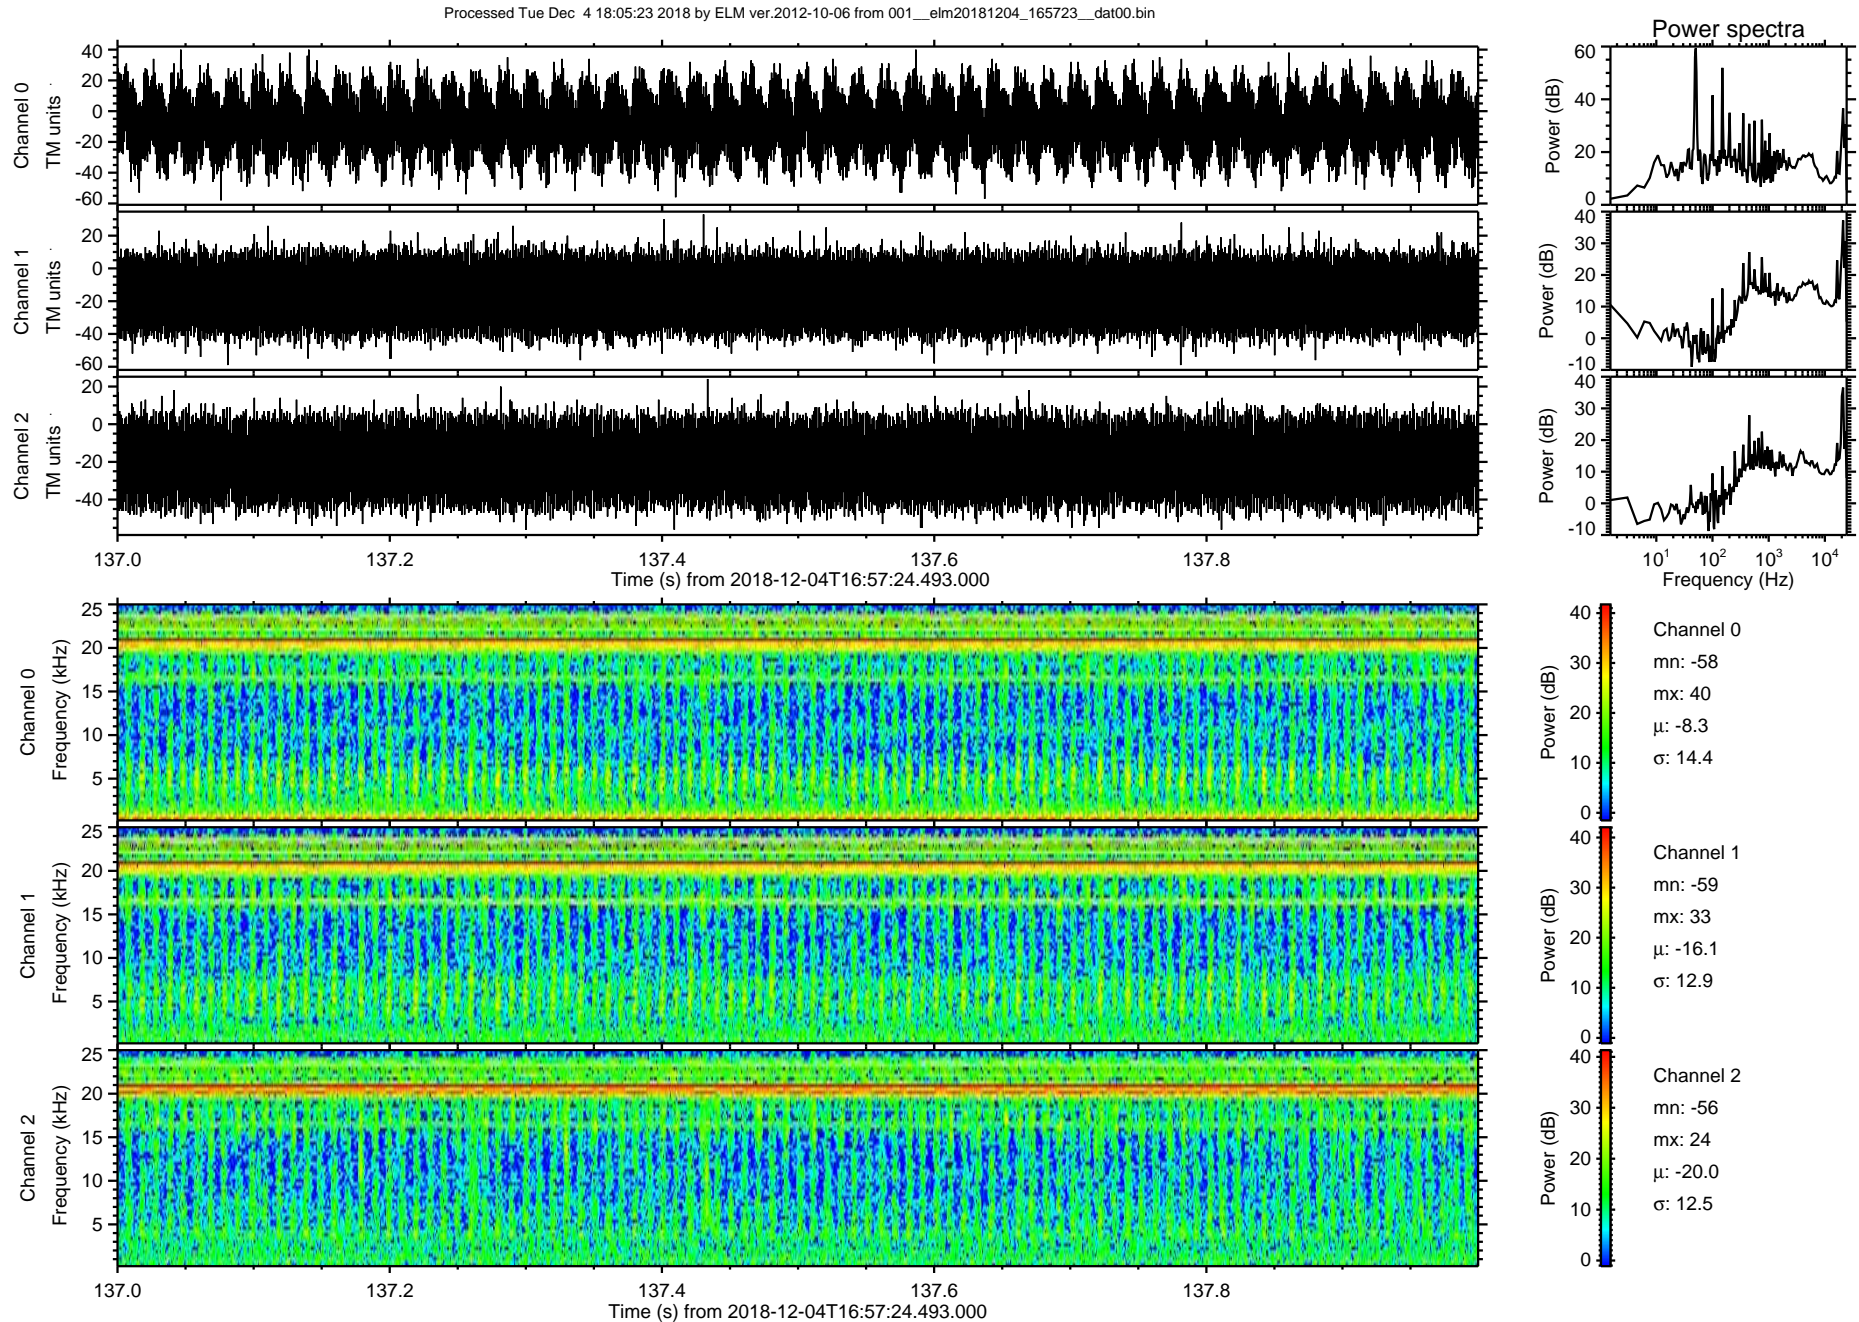 Processed Tue Dec  4 18:05:23 2018 by ELM ver.2012-10-06 from 001__elm20181204_165723__dat00.bin
Power spectra
Channel 0
TM units
40
20
0
-20
-40
-60
Power (dB)
60
40
20
0
Channel 1
TM units
20
0
-20
-40
-60
Power (dB)
40
30
20
10
0
-10
Channel 2
TM units
20
0
-20
-40
Power (dB)
40
30
20
10
0
-10
137.0 137.2 137.4 137.6 137.8
Time (s) from 2018-12-04T16:57:24.493.000
10^1 10^2 10^3 10^4
Frequency (Hz)
Channel 0
Frequency (kHz)
25
20
15
10
5
Power (dB)
40
30
20
10
0
Channel 0
mn: -58
mx: 40
µ: -8.3
σ: 14.4
Channel 1
Frequency (kHz)
25
20
15
10
5
Power (dB)
40
30
20
10
0
Channel 1
mn: -59
mx: 33
µ: -16.1
σ: 12.9
Channel 2
Frequency (kHz)
25
20
15
10
5
Power (dB)
40
30
20
10
0
Channel 2
mn: -56
mx: 24
µ: -20.0
σ: 12.5
137.0 137.2 137.4 137.6 137.8
Time (s) from 2018-12-04T16:57:24.493.000